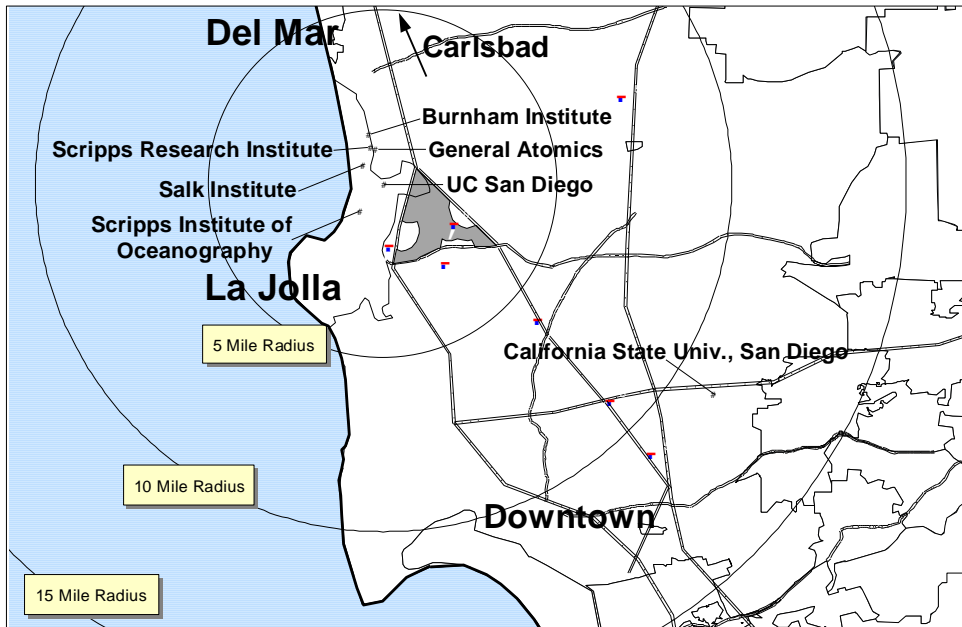 Del Mar
Carlsbad
Burnham Institute
Scripps Research Institute
General Atomics
Salk Institute
UC San Diego
Scripps Institute of
Oceanography
La Jolla
5 Mile Radius
California State Univ., San Diego
10 Mile Radius
Downtown
15 Mile Radius